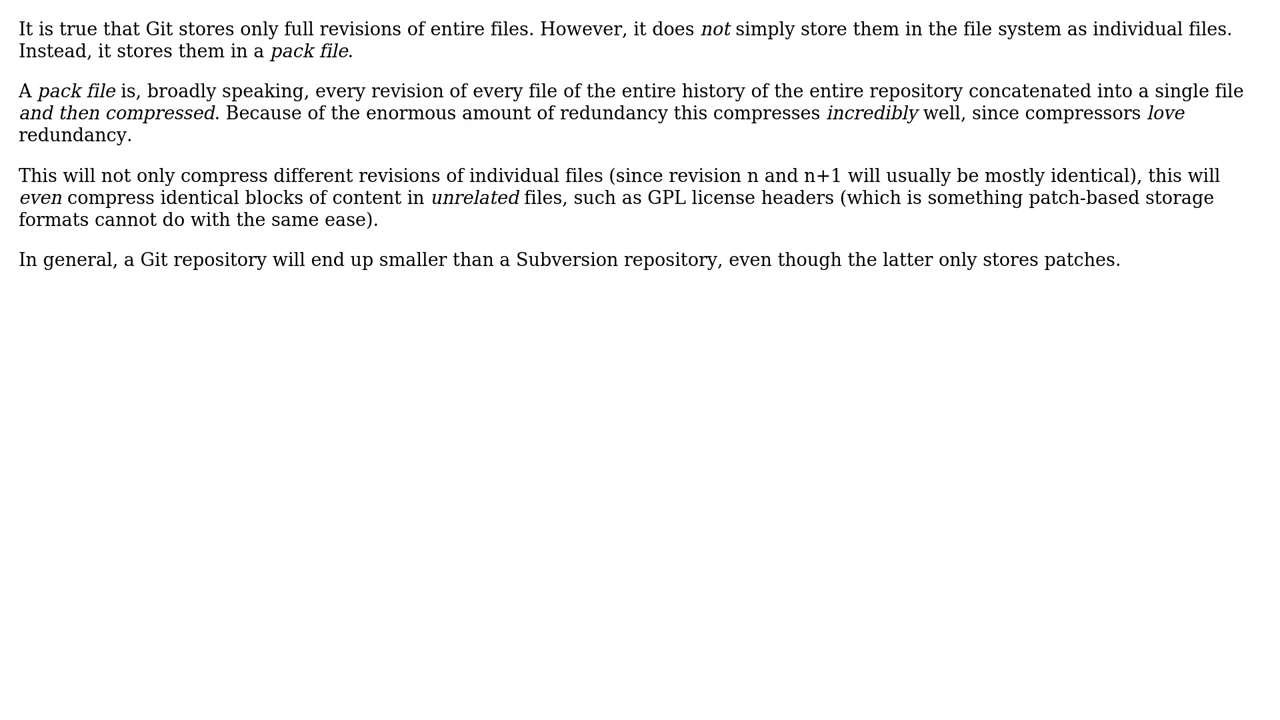 It is true that Git stores only full revisions of entire files. However, it does not simply store them in the file system as individual files.
Instead, it stores them in a pack file.
A pack file is, broadly speaking, every revision of every file of the entire history of the entire repository concatenated into a single file
and then compressed. Because of the enormous amount of redundancy this compresses incredibly well, since compressors love
redundancy.
This will not only compress different revisions of individual files (since revision n and n+1 will usually be mostly identical), this will
even compress identical blocks of content in unrelated files, such as GPL license headers (which is something patch-based storage
formats cannot do with the same ease).
In general, a Git repository will end up smaller than a Subversion repository, even though the latter only stores patches.